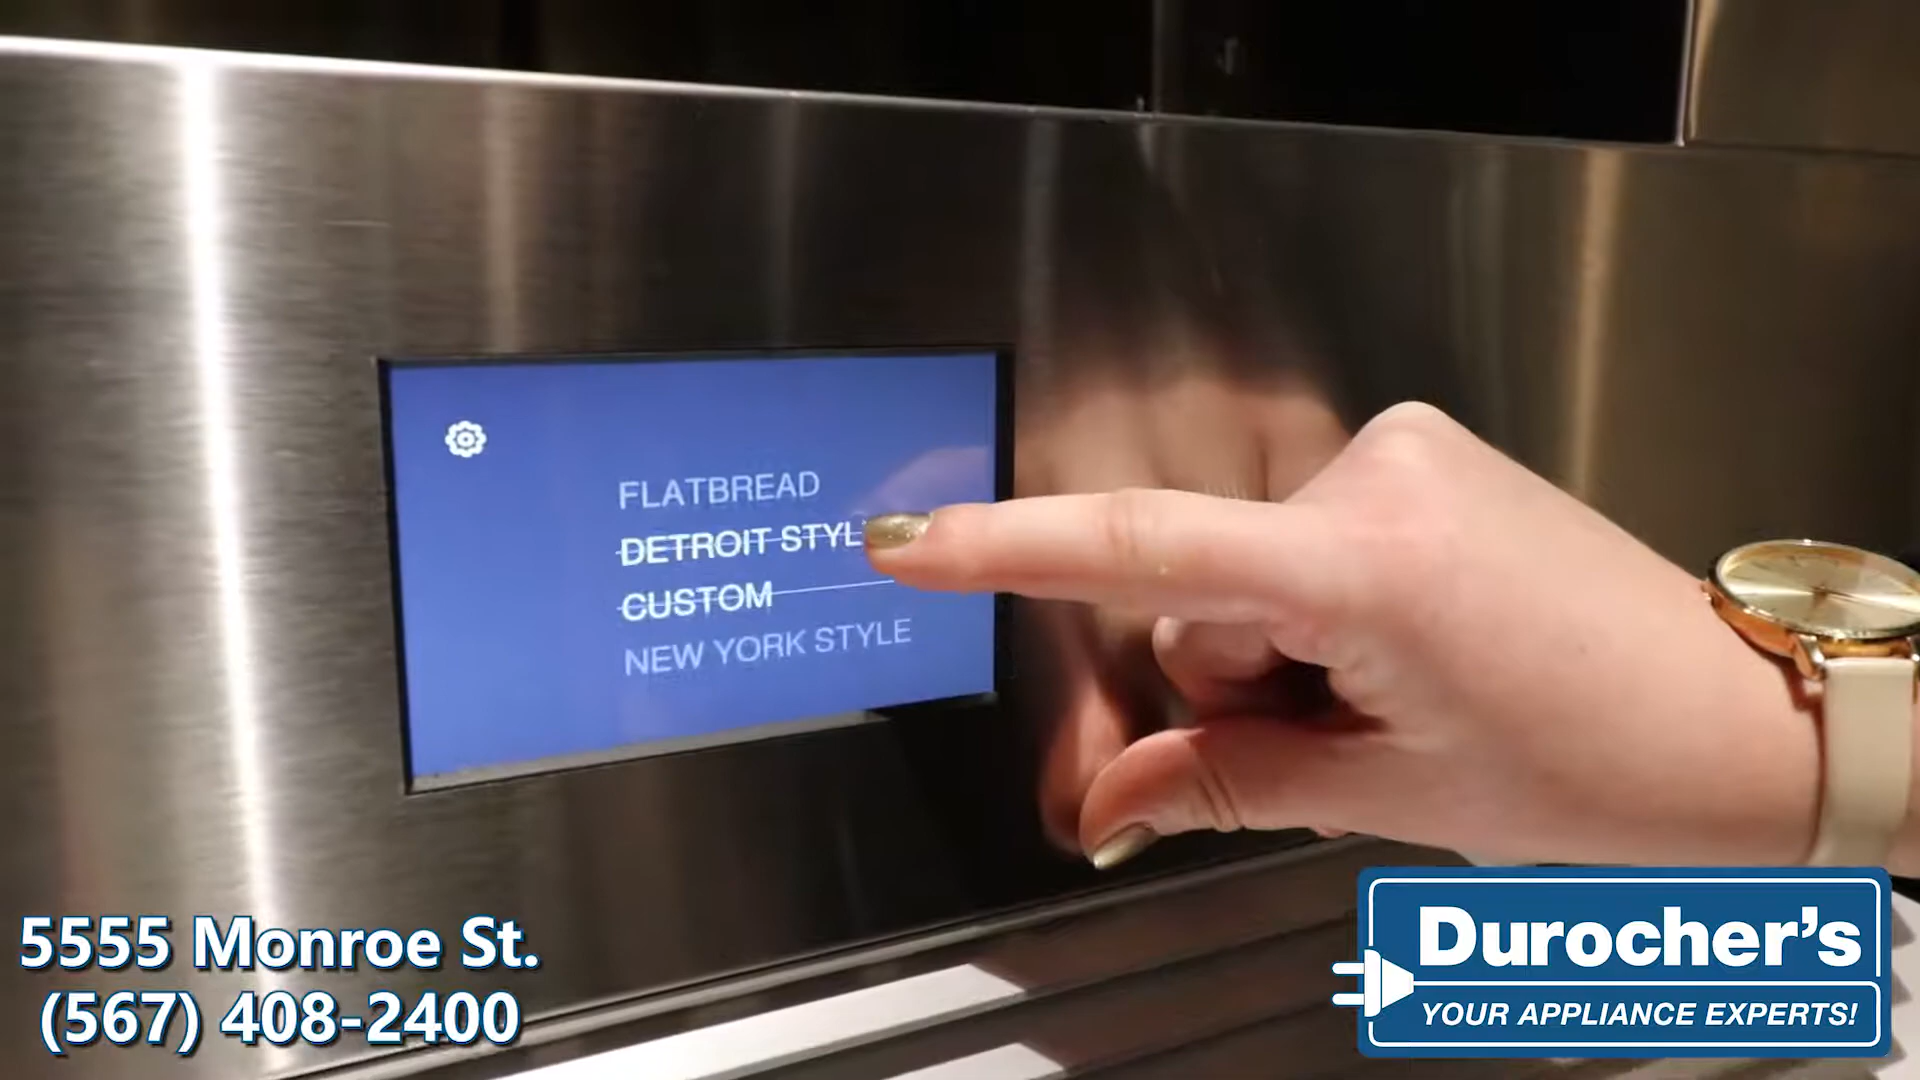 FLATBREAD
DETROIT STYL
CUSTOM
NEW YORK STYLE
5555 Monroe St.
(567) 408-2400
Durocher's
YOUR APPLIANCE EXPERTS!